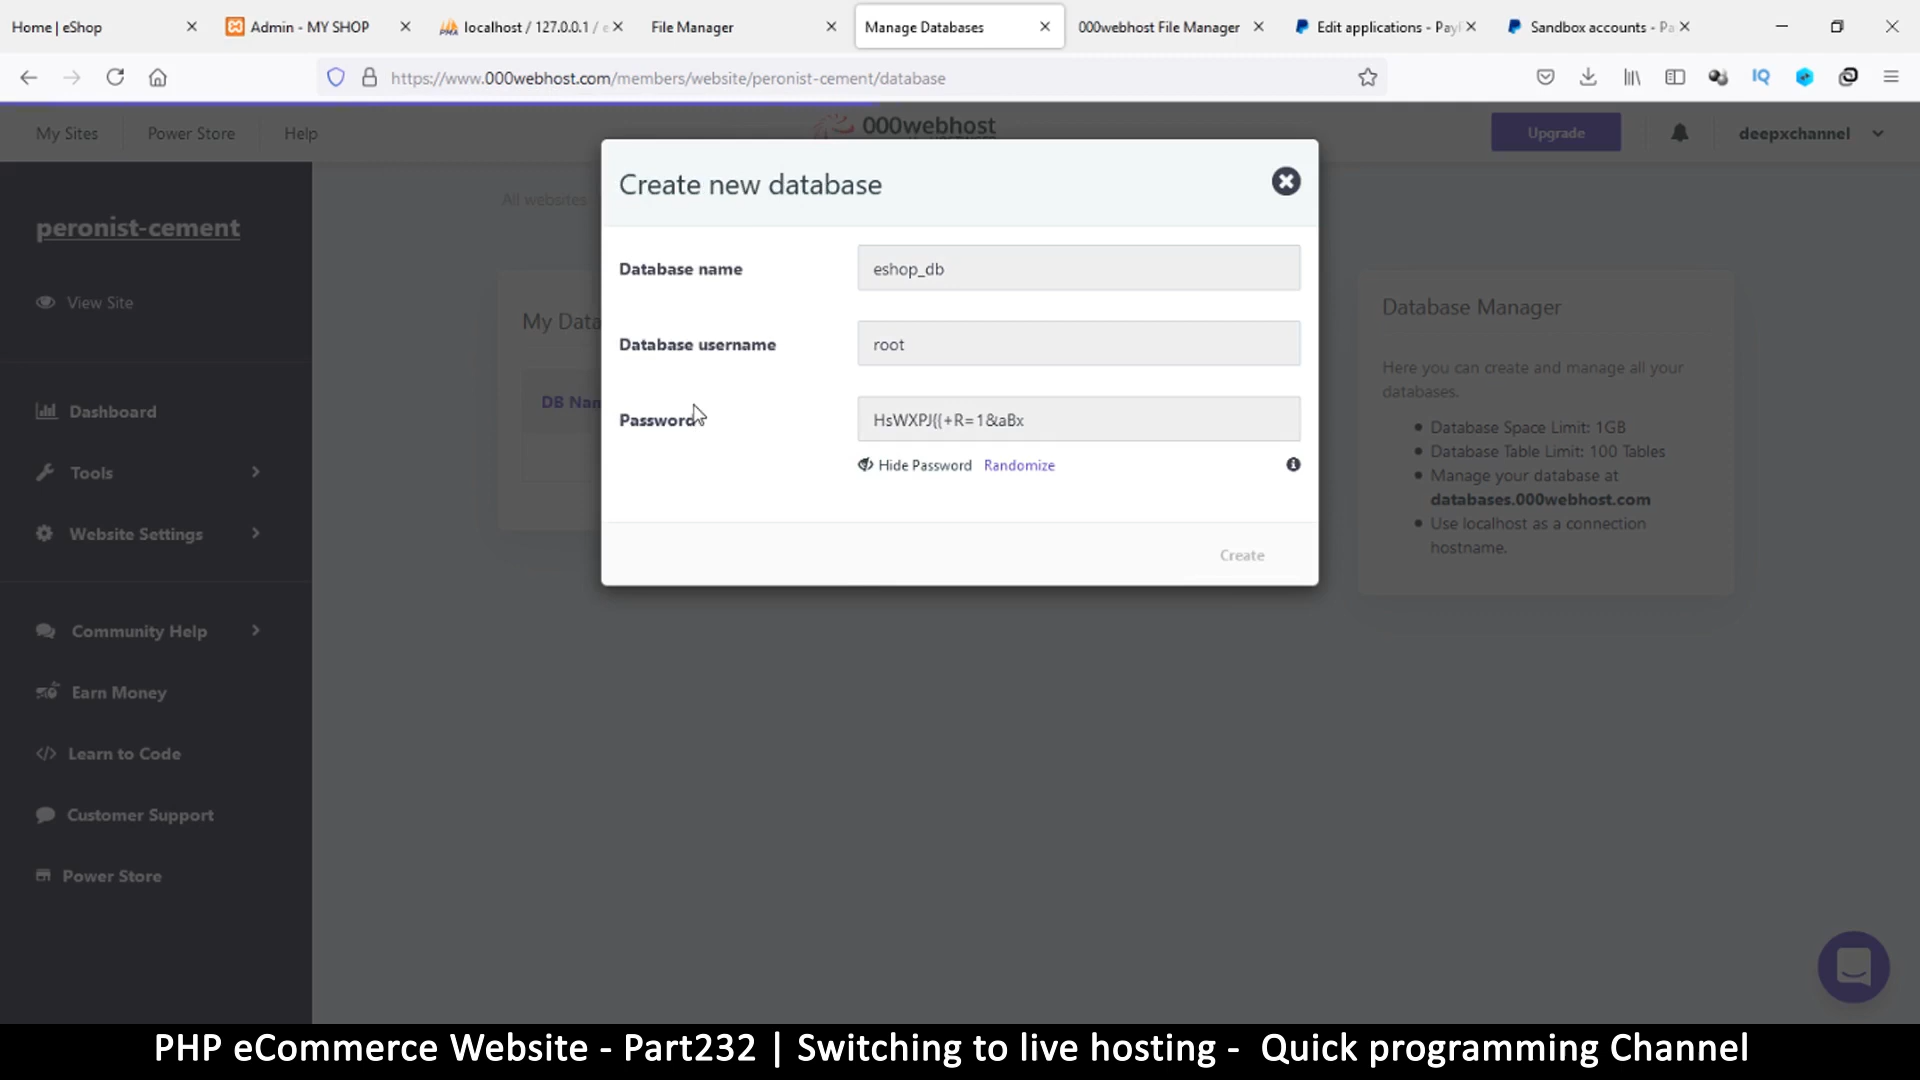 Home | eShop
Admin - MY SHOP
localhost / 127.0.0.1 / e
File Manager
Manage Databases
000webhost File Manager
Edit applications - Payl
Sandbox accounts - Pa
https://www.000webhost.com/members/website/peronist-cement/database
IQ
My Sites
Power Store
Help
000webhost
Upgrade
deepxchannel
peronist-cement
View Site
Dashboard
Tools
Website Settings
Community Help
Earn Money
Learn to Code
Customer Support
Power Store
All websites
My Data
DB Nam
Create new database
Database name
eshop_db
Database username
root
Password
HsWXPJ{(+R=1&aBx
Hide Password
Randomize
Create
Database Manager
Here you can create and manage all your
databases.
Database Space Limit: 1GB
Database Table Limit: 100 Tables
Manage your database at
databases.000webhost.com
Use localhost as a connection
hostname.
PHP eCommerce Website - Part232 | Switching to live hosting - Quick programming Channel